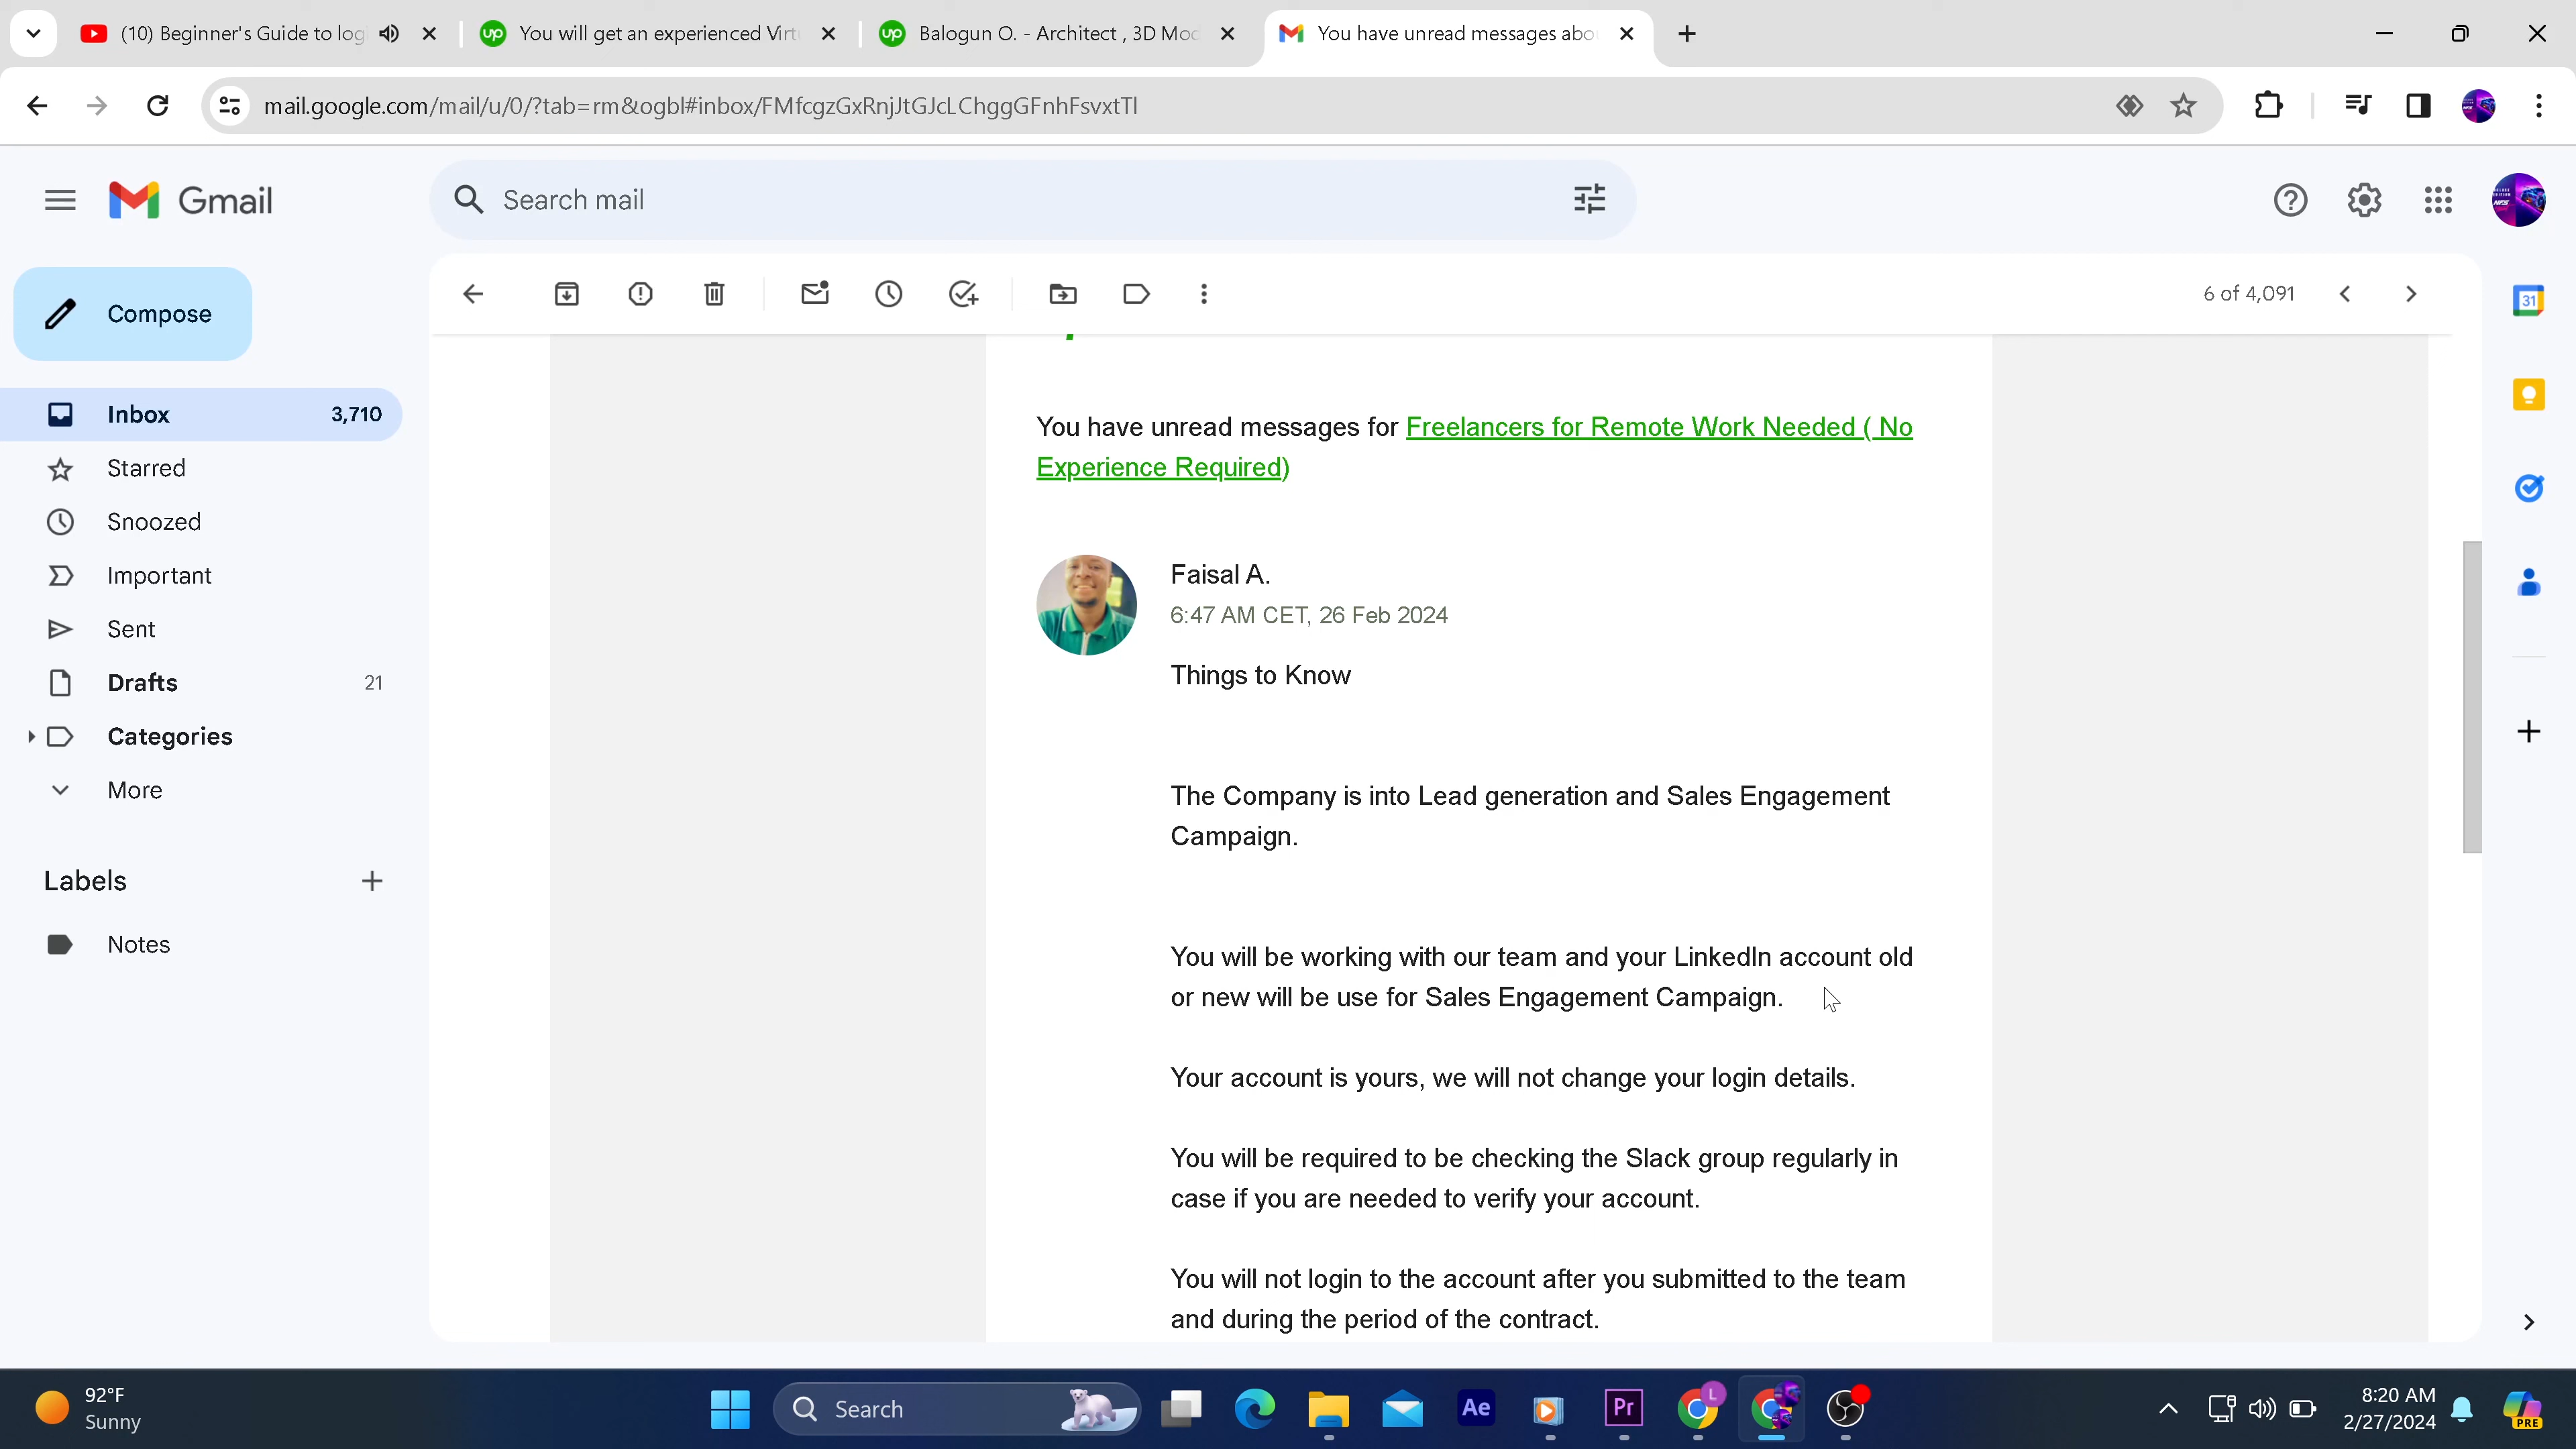 (10) Beginner's Guide to log
You will get an experienced Virt
Balogun O. - Architect , 3D Moc
You have unread messages abo
mail.google.com/mail/u/0/?tab=rm&ogbl#inbox/FMfcgzGxRnjJtGJcLChggGFnhFsvxtTl
Gmail
Search mail
Compose
6 of 4,091
Inbox 3,710
Starred
Snoozed
Important
Sent
Drafts 21
Categories
More
Labels
Notes
You have unread messages for Freelancers for Remote Work Needed ( No
Experience Required)
Faisal A.
6:47 AM CET, 26 Feb 2024
Things to Know
The Company is into Lead generation and Sales Engagement
Campaign.
You will be working with our team and your LinkedIn account old
or new will be use for Sales Engagement Campaign.
Your account is yours, we will not change your login details.
You will be required to be checking the Slack group regularly in
case if you are needed to verify your account.
You will not login to the account after you submitted to the team
and during the period of the contract.
31
92°F
Sunny
Search
Ae
Pr
L
8:20 AM
2/27/2024
PRE